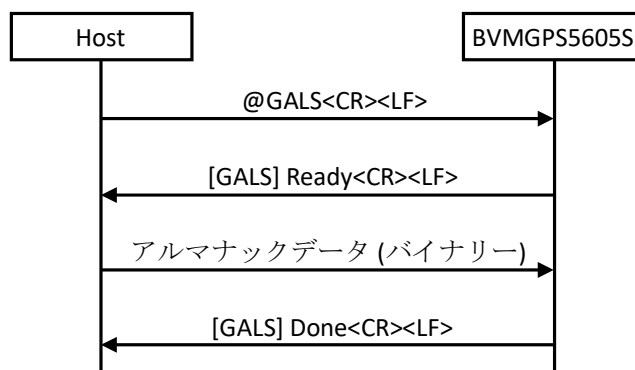 Host
BVMGPS5605S
@GALS<CR><LF>
[GALS] Ready<CR><LF>
アルマナックデータ (バイナリー)
[GALS] Done<CR><LF>